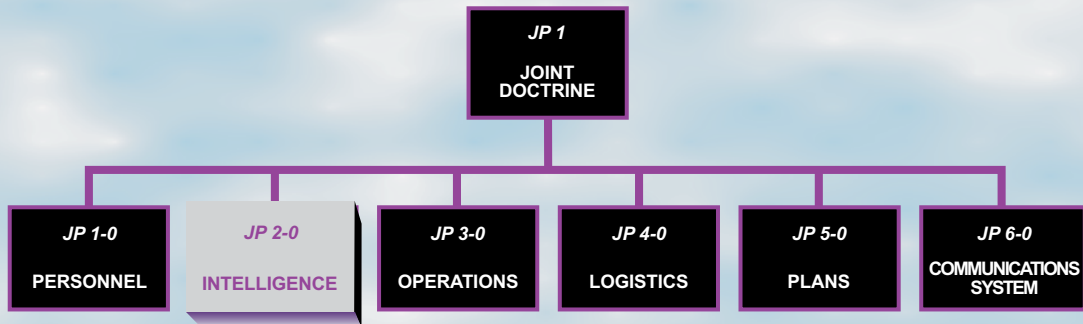 JP 1
JOINT
DOCTRINE
JP 1-0
PERSONNEL
JP 2-0
INTELLIGENCE
JP 3-0
OPERATIONS
JP 4-0
LOGISTICS
JP 5-0
PLANS
JP 6-0
COMMUNICATIONS
SYSTEM